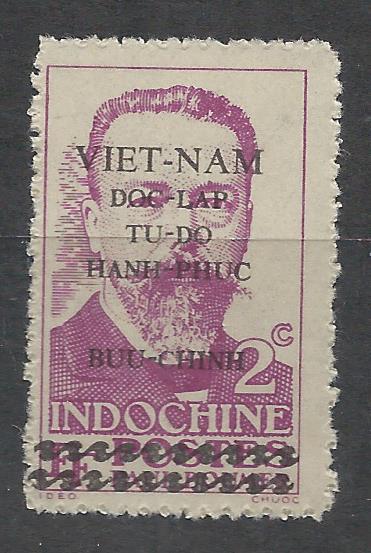 VIET-NAM
DOC-LAP
TU-DO
HANH-PHUC
BUU-CHINH
2c
INDOCHINE
POSTES
IDEO
CHUOC